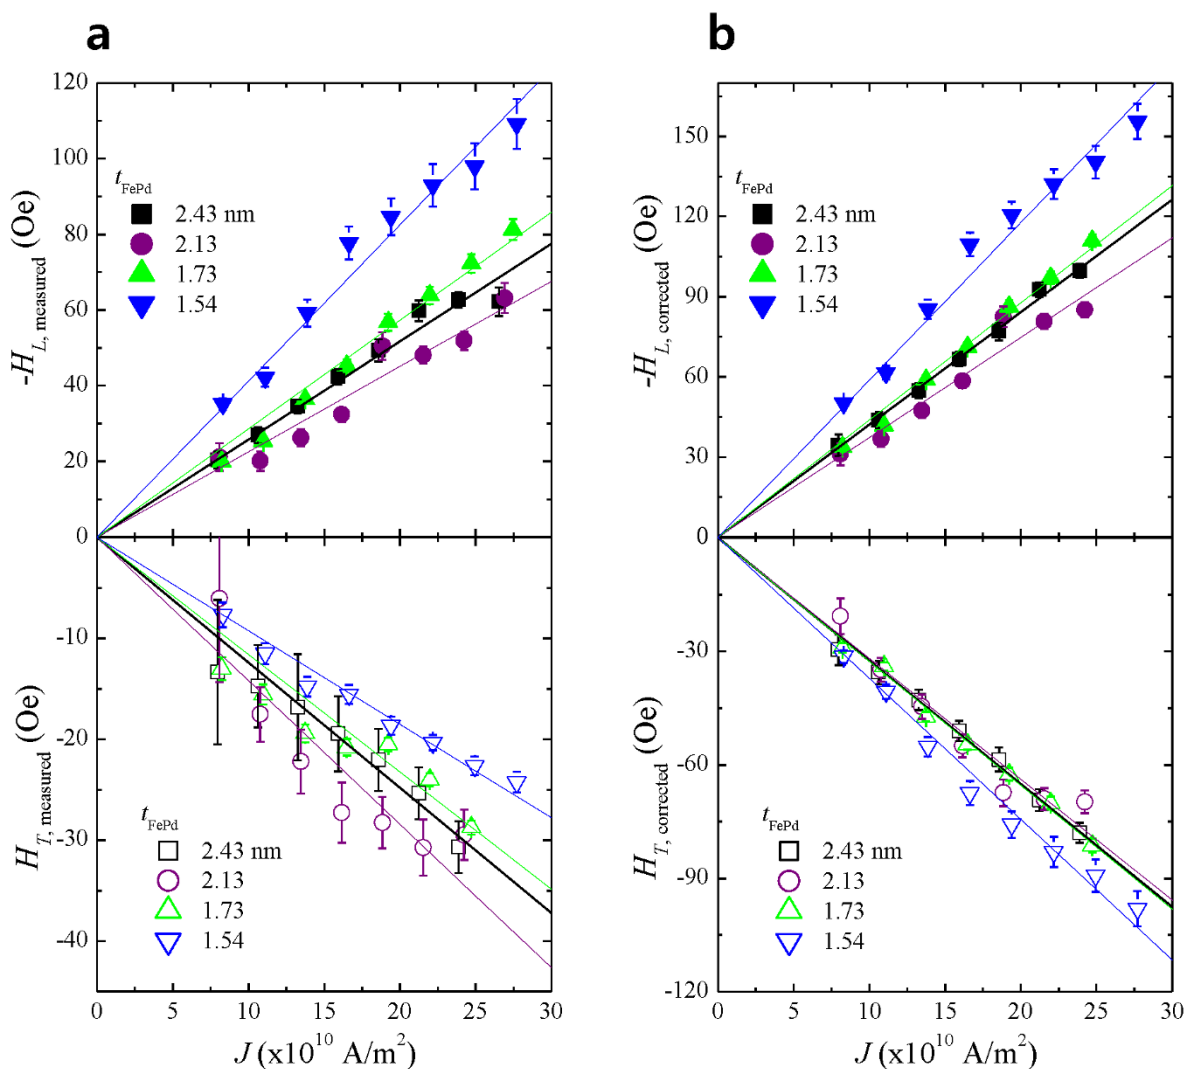 a
b
120
100
80
60
40
20
0
-H_L, measured (Oe)
t_FePd
2.43 nm
2.13
1.73
1.54
150
120
90
60
30
0
-H_L, corrected (Oe)
t_FePd
2.43 nm
2.13
1.73
1.54
-10
-20
-30
-40
H_T, measured (Oe)
t_FePd
2.43 nm
2.13
1.73
1.54
0 5 10 15 20 25 30
J (x10^10 A/m^2)
-30
-60
-90
-120
H_T, corrected (Oe)
t_FePd
2.43 nm
2.13
1.73
1.54
0 5 10 15 20 25 30
J (x10^10 A/m^2)